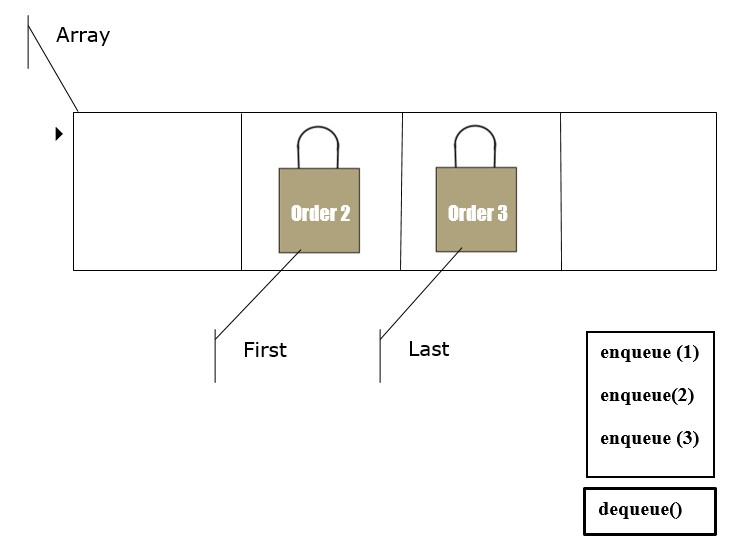 Array
Order 2
Order 3
First
Last
enqueue (1)
enqueue(2)
enqueue (3)
dequeue()